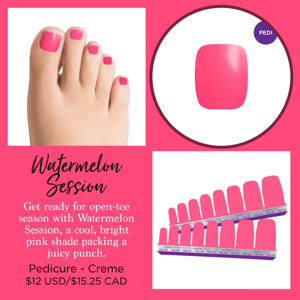 PEDI
Watermelon
Session
Get ready for open-toe
season with Watermelon
Session, a cool, bright
pink shade packing a
juicy punch.
Pedicure - Creme
$12 USD/$15.25 CAD